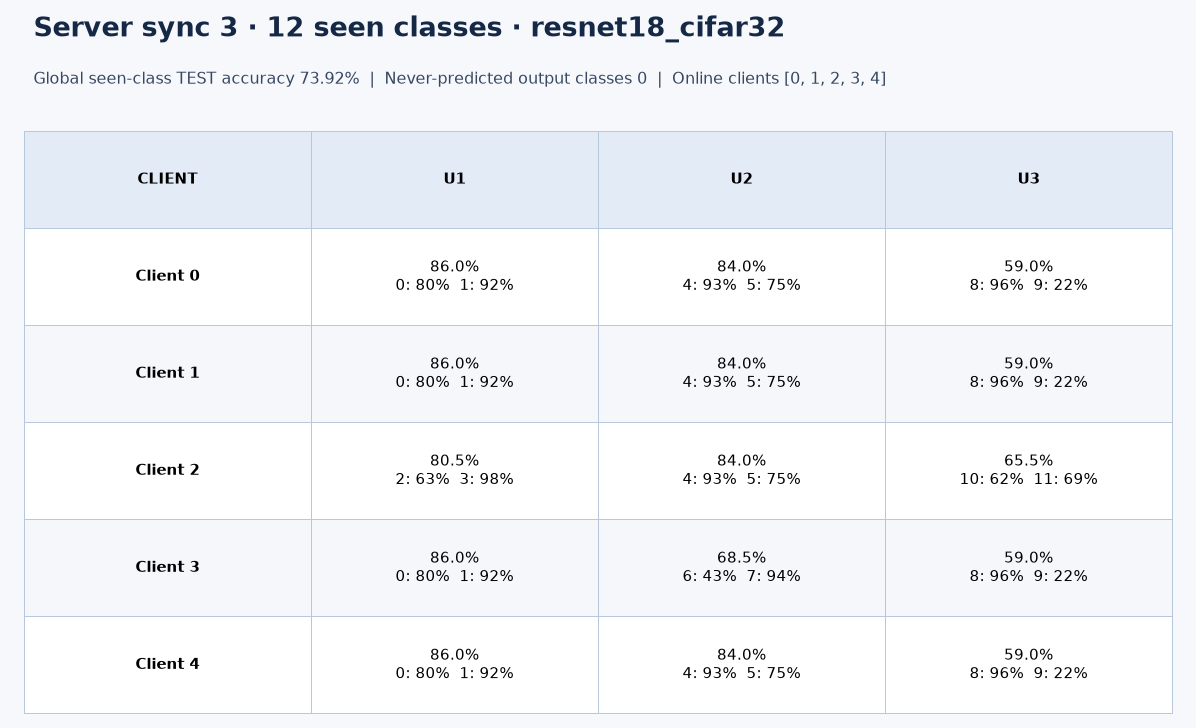 Server sync 3 · 12 seen classes · resnet18_cifar32
Global seen-class TEST accuracy 73.92%  |  Never-predicted output classes 0  |  Online clients [0, 1, 2, 3, 4]
CLIENT U1 U2 U3
Client 0
86.0%
0: 80%  1: 92%
84.0%
4: 93%  5: 75%
59.0%
8: 96%  9: 22%
Client 1
86.0%
0: 80%  1: 92%
84.0%
4: 93%  5: 75%
59.0%
8: 96%  9: 22%
Client 2
80.5%
2: 63%  3: 98%
84.0%
4: 93%  5: 75%
65.5%
10: 62%  11: 69%
Client 3
86.0%
0: 80%  1: 92%
68.5%
6: 43%  7: 94%
59.0%
8: 96%  9: 22%
Client 4
86.0%
0: 80%  1: 92%
84.0%
4: 93%  5: 75%
59.0%
8: 96%  9: 22%